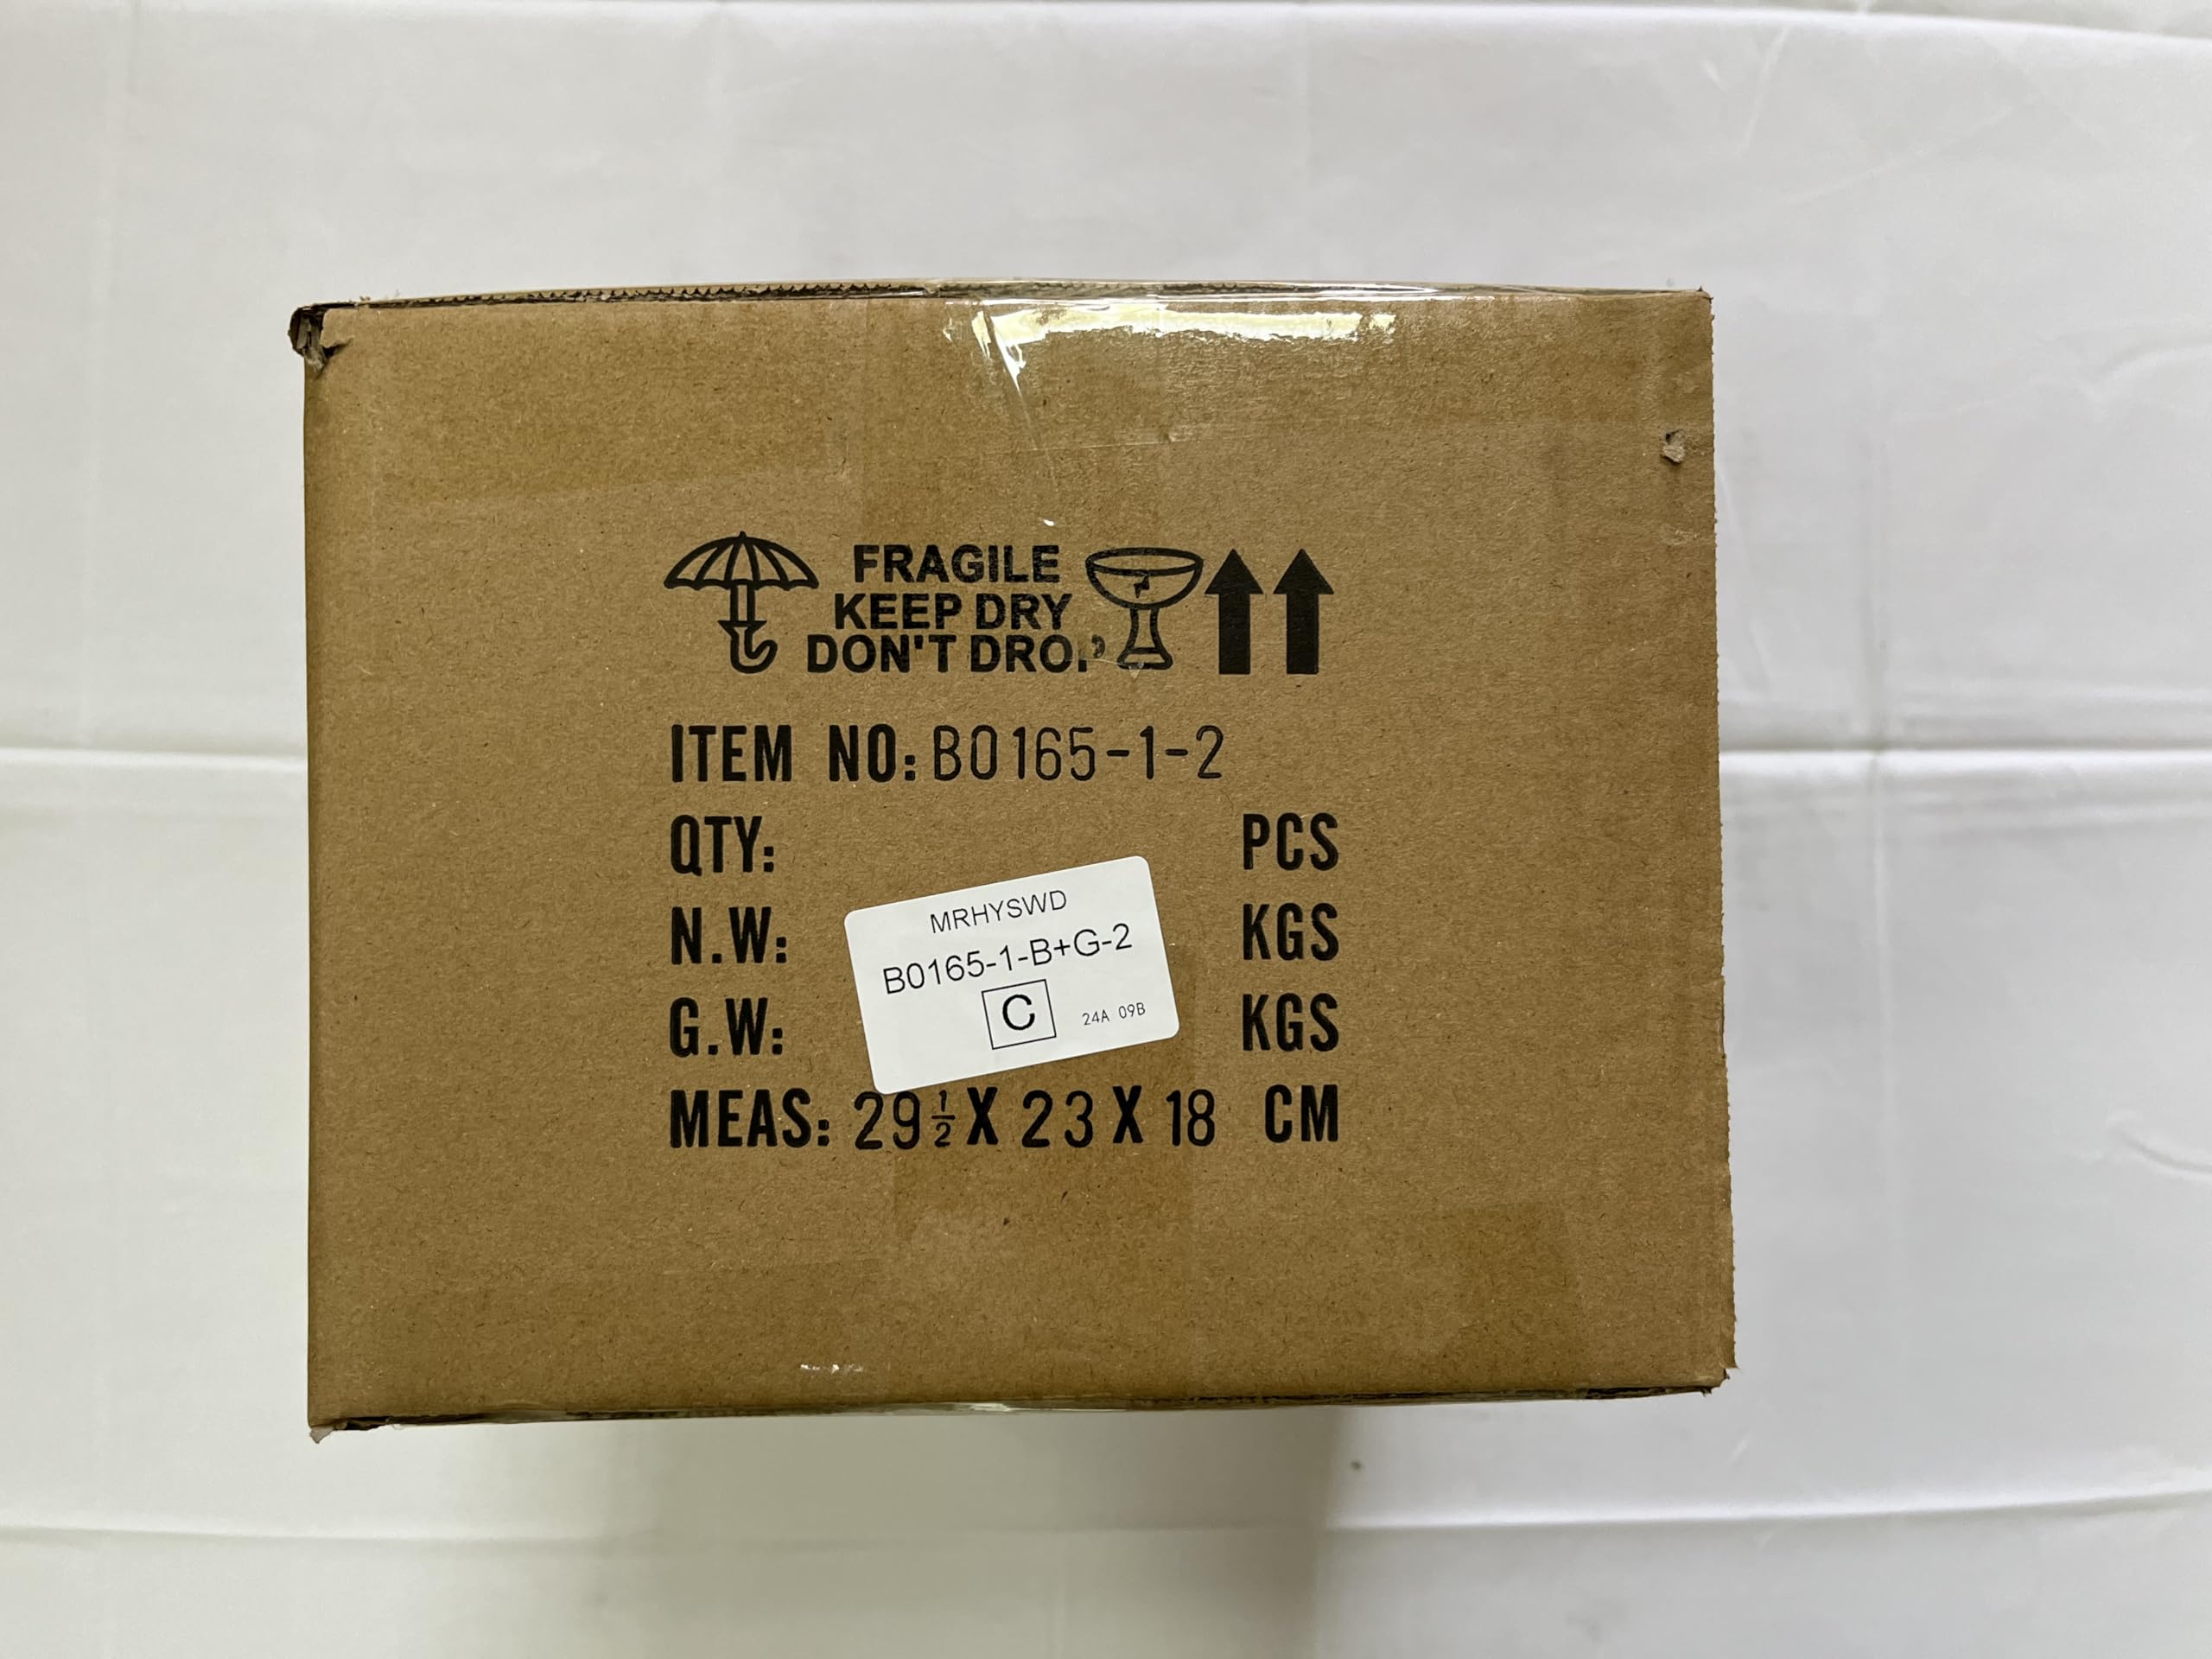 FRAGILE
KEEP DRY
DON'T DROP
ITEM NO: B0165-1-2
QTY: PCS
N.W: KGS
G.W: KGS
MEAS: 29½ X 23 X 18 CM
MRHYSWD
B0165-1-B+G-2
C 24A 09B